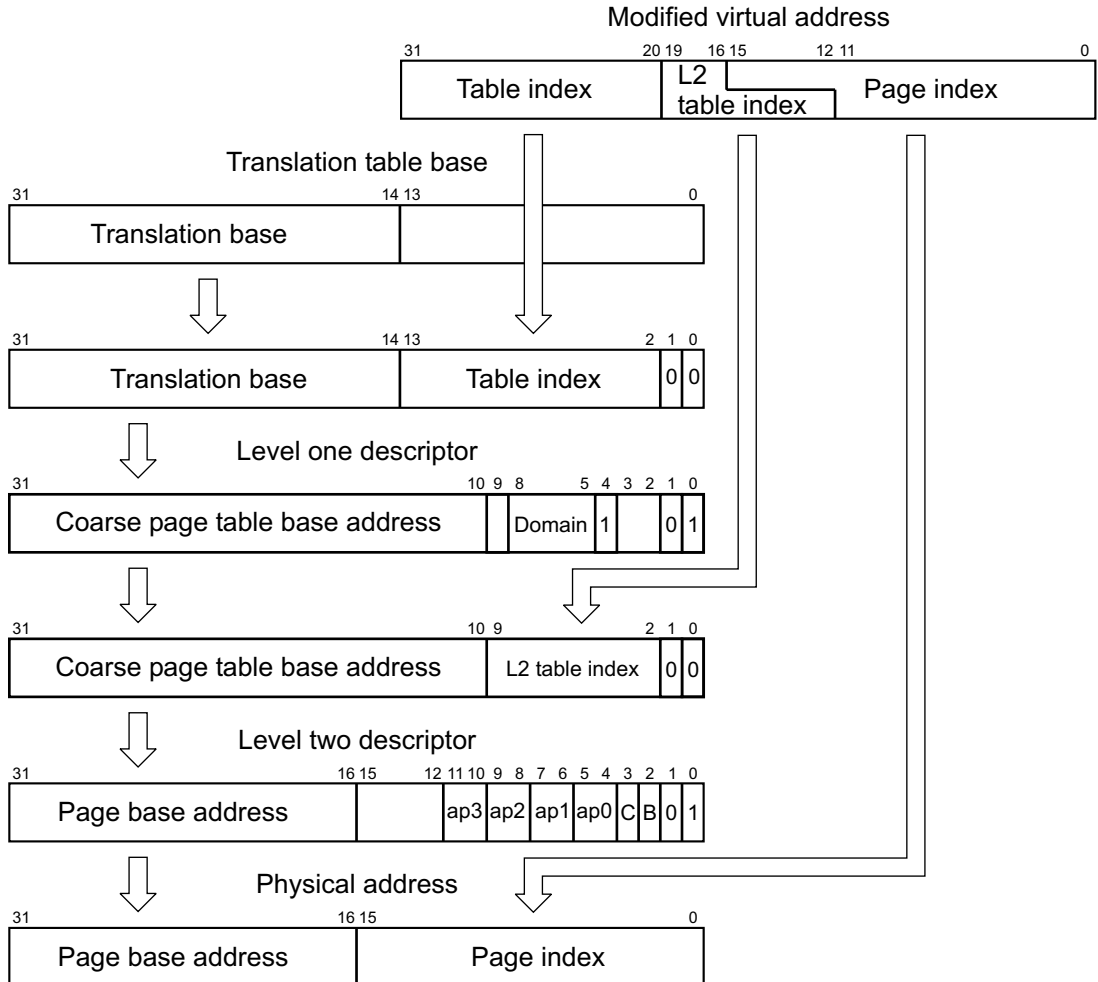 Modified virtual address
31 20 19 16 15 12 11 0
Table index L2 table index Page index
Translation table base
31 14 13 0
Translation base
31 14 13 2 1 0
Translation base Table index 0 0
Level one descriptor
31 10 9 8 5 4 3 2 1 0
Coarse page table base address Domain 1 0 1
31 10 9 2 1 0
Coarse page table base address L2 table index 0 0
Level two descriptor
31 16 15 12 11 10 9 8 7 6 5 4 3 2 1 0
Page base address ap3 ap2 ap1 ap0 C B 0 1
Physical address
31 16 15 0
Page base address Page index